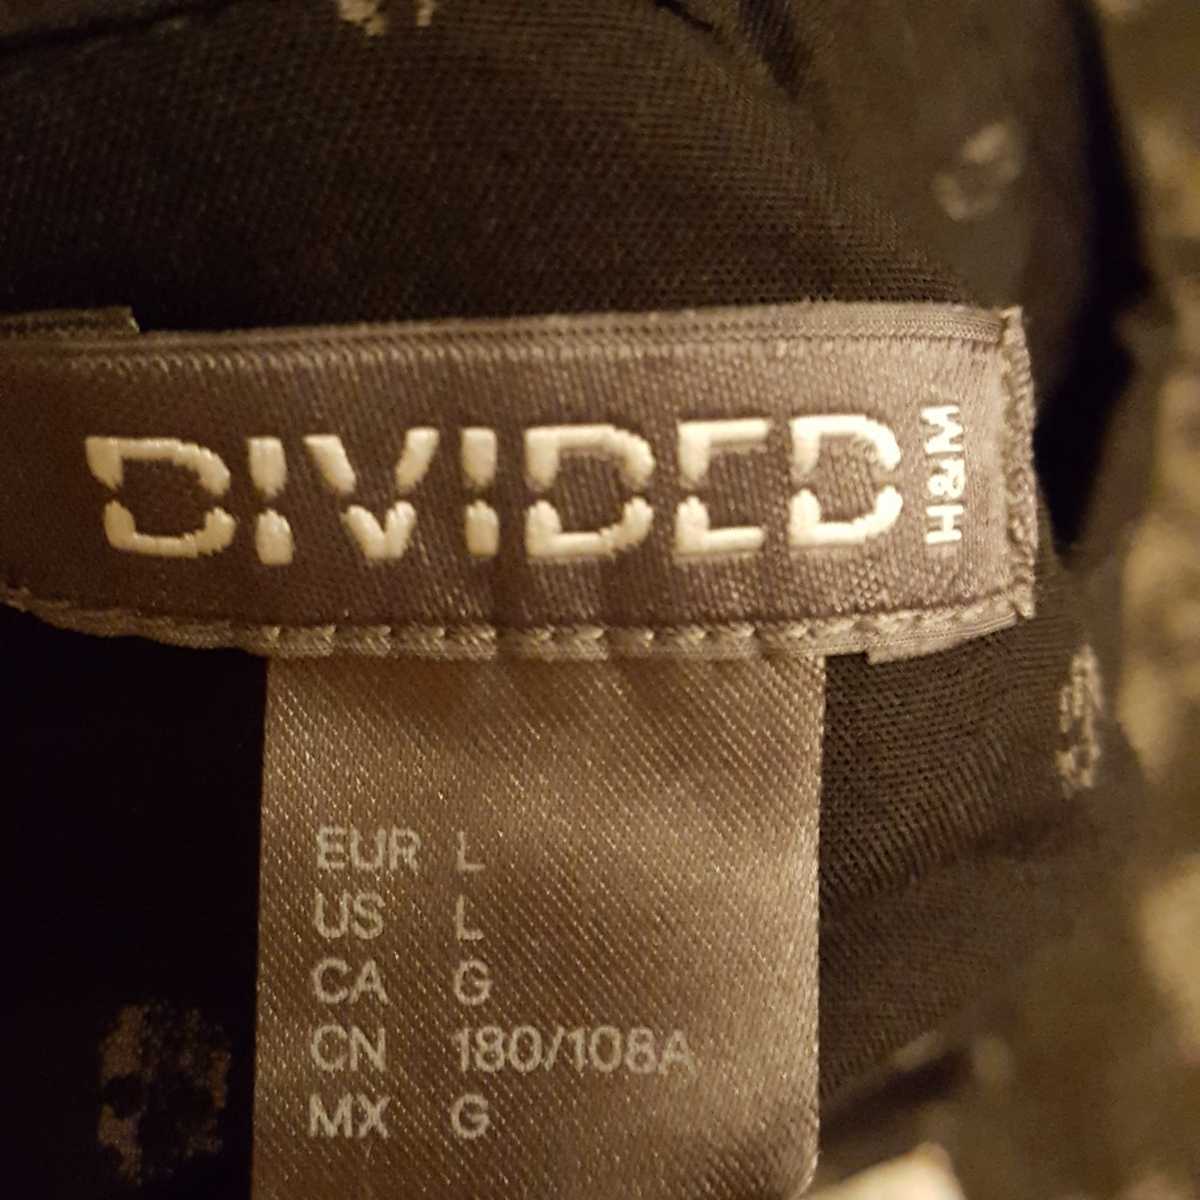 DIVIDED H&M
EUR L
US L
CA G
CN 180/108A
MX G